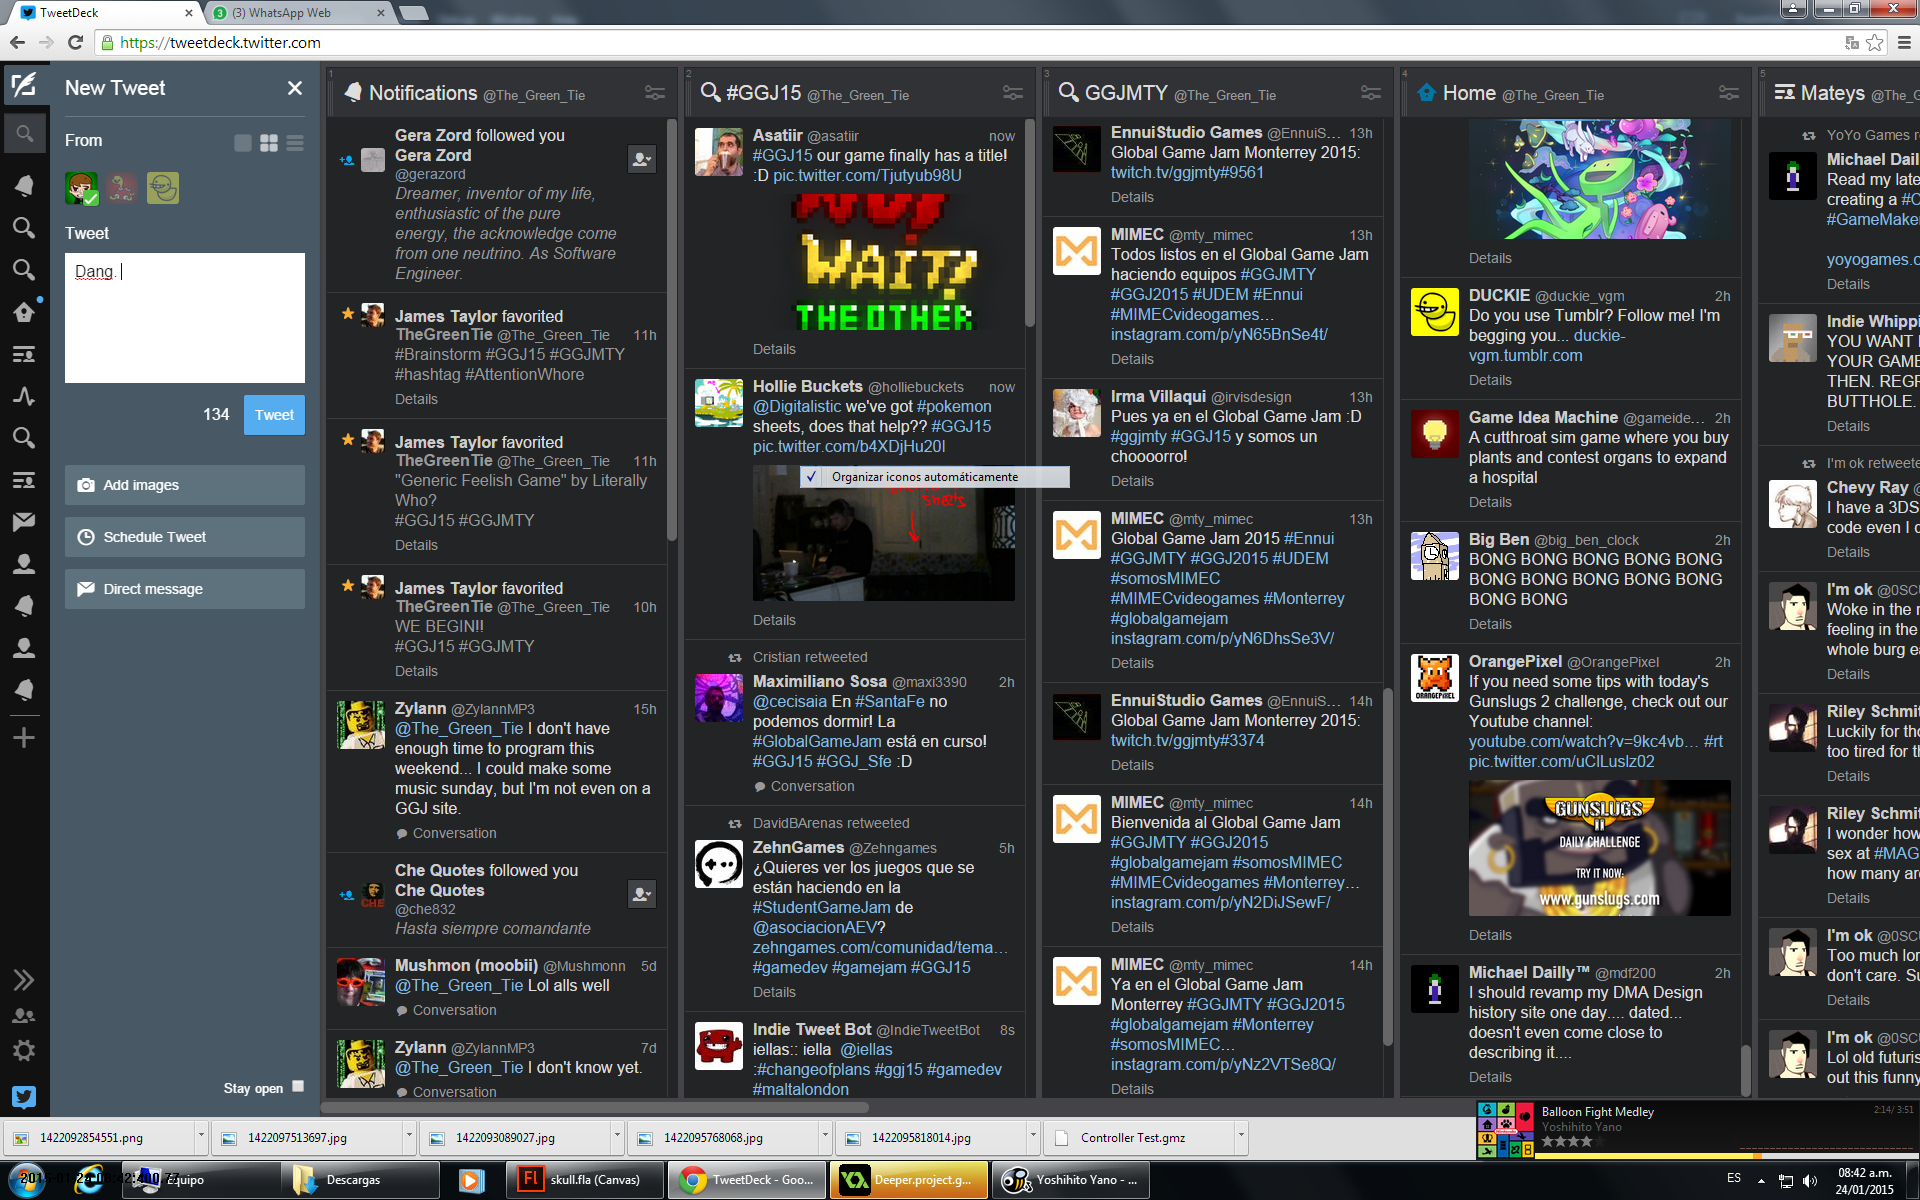 TweetDeck
(3) WhatsApp Web
https://tweetdeck.twitter.com
New Tweet
From
Tweet
Dang.
134
Tweet
Add images
Schedule Tweet
Direct message
Stay open
1
Notifications @The_Green_Tie
Gera Zord followed you
Gera Zord
@gerazord
Dreamer, inventor of my life,
enthusiastic of the pure
energy, the acknowledge come
from one neutrino. As Software
Engineer.
James Taylor favorited
TheGreenTie @The_Green_Tie 11h
#Brainstorm #GGJ15 #GGJMTY
#hashtag #AttentionWhore
Details
James Taylor favorited
TheGreenTie @The_Green_Tie 11h
"Generic Feelish Game" by Literally
Who?
#GGJ15 #GGJMTY
Details
James Taylor favorited
TheGreenTie @The_Green_Tie 10h
WE BEGIN!!
#GGJ15 #GGJMTY
Details
Zylann @ZylannMP3 15h
@The_Green_Tie I don't have
enough time to program this
weekend... I could make some
music sunday, but I'm not even on a
GGJ site.
Conversation
Che Quotes followed you
Che Quotes
@che832
Hasta siempre comandante
Mushmon (moobii) @Mushmonn 5d
@The_Green_Tie Lol alls well
Conversation
Zylann @ZylannMP3 7d
@The_Green_Tie I don't know yet.
Conversation
2
#GGJ15 @The_Green_Tie
Asatiir @asatiir now
#GGJ15 our game finally has a title!
:D pic.twitter.com/Tjutyub98U
WAIT!
THE OTHER
Details
Hollie Buckets @holliebuckets now
@Digitalistic we've got #pokemon
sheets, does that help?? #GGJ15
pic.twitter.com/b4XDjHu20I
Organizar iconos automáticamente
sheets
Details
Cristian retweeted
Maximiliano Sosa @maxi3390 2h
@cecisaia En #SantaFe no
podemos dormir! La
#GlobalGameJam está en curso!
#GGJ15 #GGJ_Sfe :D
Conversation
DavidBArenas retweeted
ZehnGames @Zehngames 5h
¿Quieres ver los juegos que se
están haciendo en la
#StudentGameJam de
@asociacionAEV?
zehngames.com/comunidad/tema…
#gamedev #gamejam #GGJ15
Details
Indie Tweet Bot @IndieTweetBot 8s
iellas:: iella @iellas
:#changeofplans #ggj15 #gamedev
#maltalondon
3
GGJMTY @The_Green_Tie
EnnuiStudio Games @EnnuiS... 13h
Global Game Jam Monterrey 2015:
twitch.tv/ggjmty#9561
Details
MIMEC @mty_mimec 13h
Todos listos en el Global Game Jam
haciendo equipos #GGJMTY
#GGJ2015 #UDEM #Ennui
#MIMECvideogames…
instagram.com/p/yN65BnSe4t/
Details
Irma Villaqui @irvisdesign 13h
Pues ya en el Global Game Jam :D
#ggjmty #GGJ15 y somos un
choooorro!
Details
MIMEC @mty_mimec 13h
Global Game Jam 2015 #Ennui
#GGJMTY #GGJ2015 #UDEM
#somosMIMEC
#MIMECvideogames #Monterrey
#globalgamejam
instagram.com/p/yN6DhsSe3V/
Details
EnnuiStudio Games @EnnuiS... 14h
Global Game Jam Monterrey 2015:
twitch.tv/ggjmty#3374
Details
MIMEC @mty_mimec 14h
Bienvenida al Global Game Jam
#GGJMTY #GGJ2015
#globalgamejam #somosMIMEC
#MIMECvideogames #Monterrey…
instagram.com/p/yN2DiJSewF/
Details
MIMEC @mty_mimec 14h
Ya en el Global Game Jam
Monterrey #GGJMTY #GGJ2015
#globalgamejam #Monterrey
#somosMIMEC…
instagram.com/p/yNz2VTSe8Q/
Details
4
Home @The_Green_Tie
Details
DUCKIE @duckie_vgm 2h
Do you use Tumblr? Follow me! I'm
begging you... duckie-
vgm.tumblr.com
Details
Game Idea Machine @gameide... 2h
A cutthroat sim game where you buy
plants and contest organs to expand
a hospital
Details
Big Ben @big_ben_clock 2h
BONG BONG BONG BONG BONG
BONG BONG BONG BONG BONG
BONG BONG
Details
OrangePixel @OrangePixel 2h
ORANGEPIXEL
If you need some tips with today's
Gunslugs 2 challenge, check out our
Youtube channel:
youtube.com/watch?v=9kc4vb… #rt
pic.twitter.com/uClLuslz02
GUNSLUGS
II
DAILY CHALLENGE
TRY IT NOW:
www.gunslugs.com
Details
Michael Dailly™ @mdf200 2h
I should revamp my DMA Design
history site one day.... dated...
doesn't even come close to
describing it....
Details
5
Mateys @The_G
YoYo Games re
Michael Daill
Read my late
creating a #C
#GameMaker
yoyogames.c
Details
Indie Whippi
YOU WANT
YOUR GAME
THEN. REGR
BUTTHOLE.
Details
I'm ok retweete
Chevy Ray @
I have a 3DS
code even I c
Details
I'm ok @0SC
Woke in the r
feeling in the
whole burg ea
Details
Riley Schmit
Luckily for tho
too tired for th
Details
Riley Schmit
I wonder how
sex at #MAG
how many are
Details
I'm ok @0SCU
Too much lor
don't care. Su
Details
I'm ok @0SCU
Lol old futuris
out this funny
1422092854551.png
1422097513697.jpg
1422093089027.jpg
1422095768068.jpg
1422095818014.jpg
Controller Test.gmz
Balloon Fight Medley
Yoshihito Yano
2:14/ 3:51
Equipo
Descargas
skull.fla (Canvas)
TweetDeck - Goo...
Deeper.project.g...
Yoshihito Yano - ...
ES
08:42 a.m.
24/01/2015